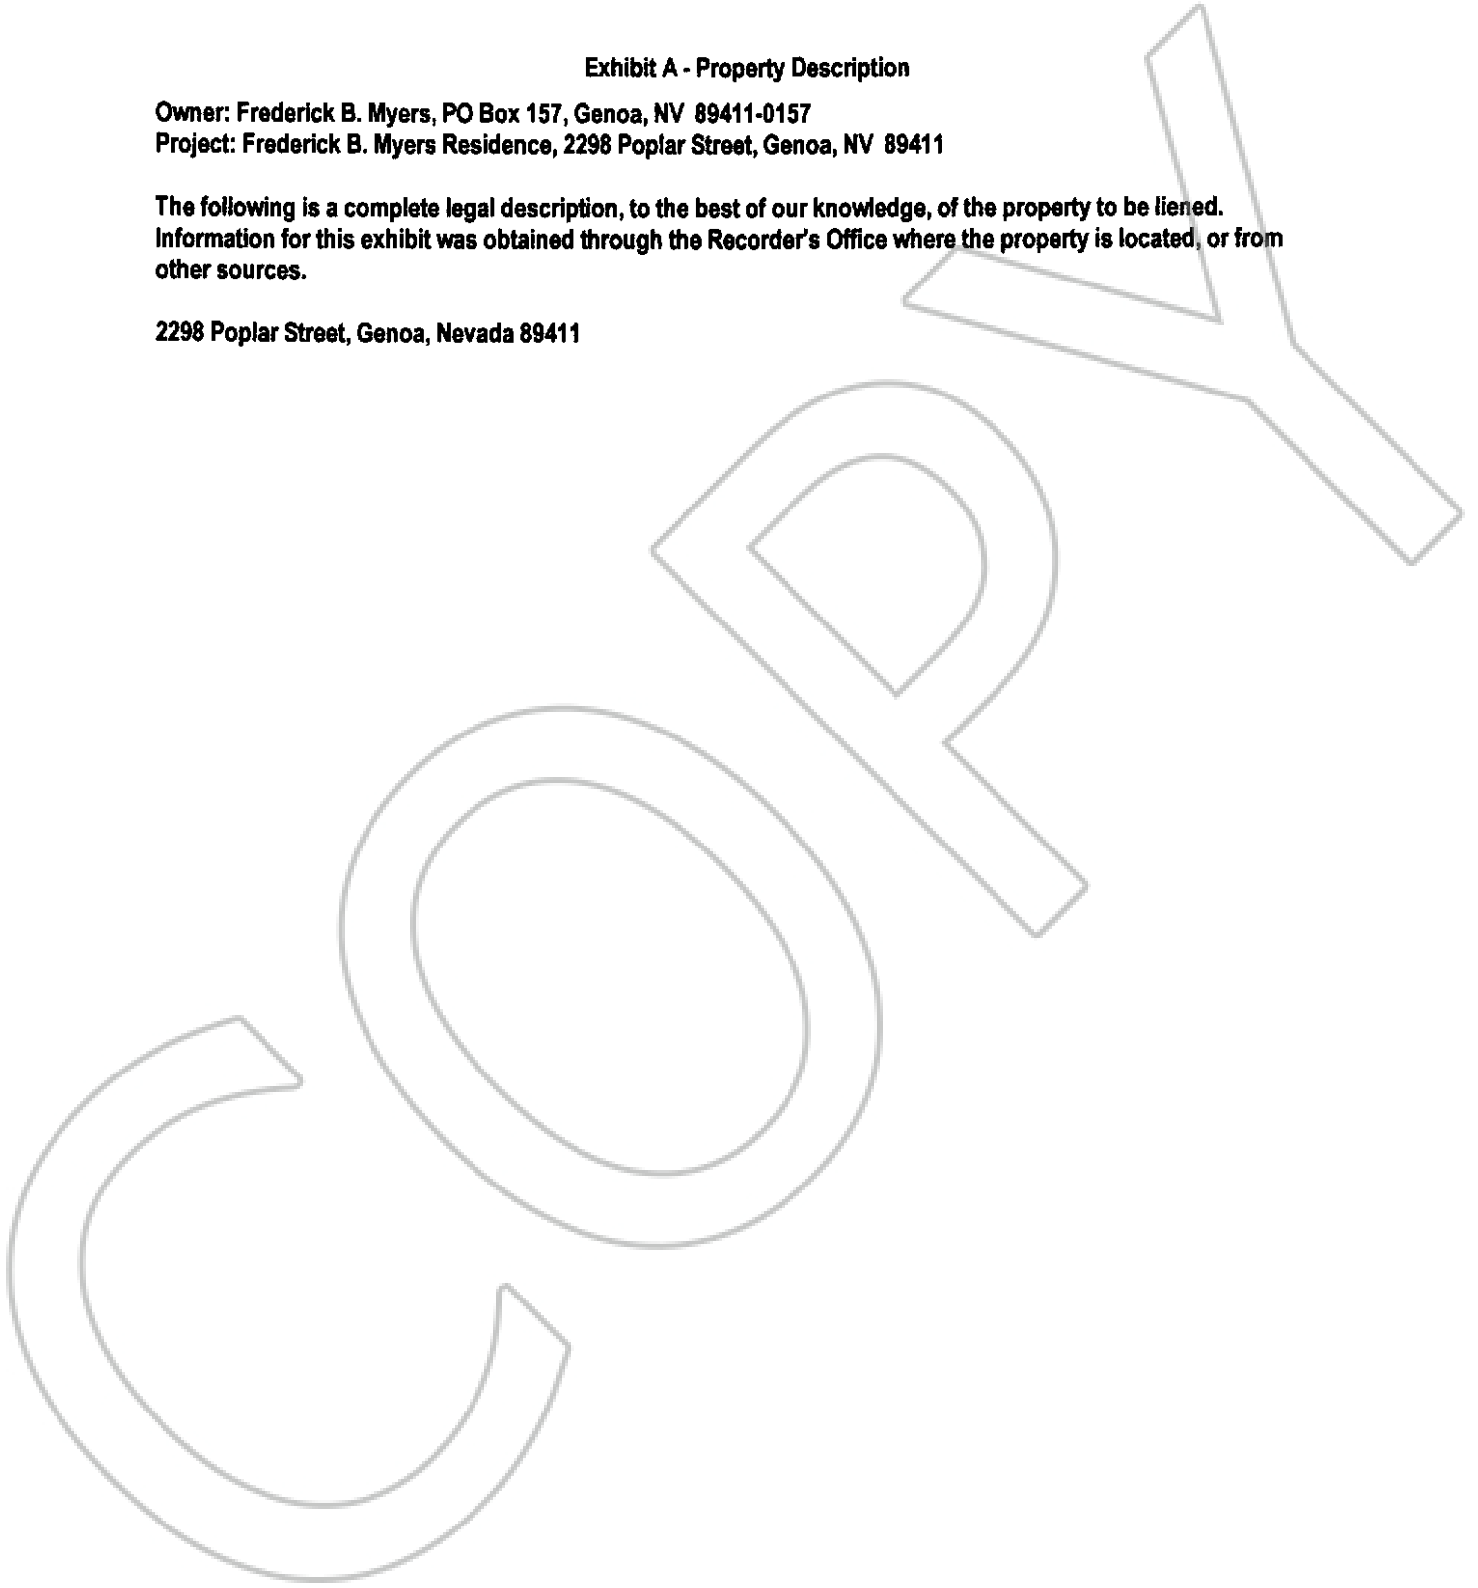 Exhibit A - Property Description
Owner: Frederick B. Myers, PO Box 157, Genoa, NV 89411-0157
Project: Frederick B. Myers Residence, 2298 Poplar Street, Genoa, NV 89411
The following is a complete legal description, to the best of our knowledge, of the property to be liened.
Information for this exhibit was obtained through the Recorder's Office where the property is located, or from
other sources.
2298 Poplar Street, Genoa, Nevada 89411
COPY